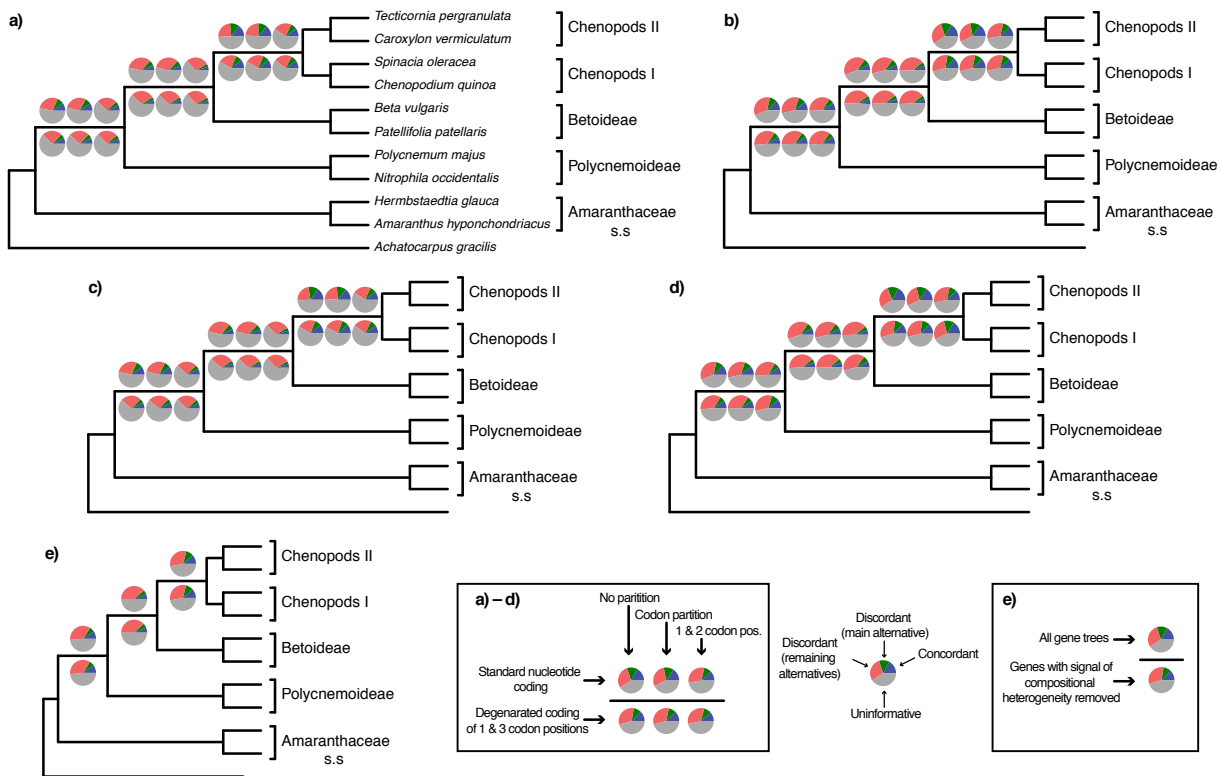 a)
Tecticornia pergranulata
Caroxylon vermiculatum
Chenopods II
Spinacia oleracea
Chenopodium quinoa
Chenopods I
Beta vulgaris
Patellifolia patellaris
Betoideae
Polycnemum majus
Nitrophila occidentalis
Polycnemoideae
Hermbstaedtia glauca
Amaranthus hyponchondriacus
Amaranthaceae
s.s
Achatocarpus gracilis
b)
Chenopods II
Chenopods I
Betoideae
Polycnemoideae
Amaranthaceae
s.s
c)
Chenopods II
Chenopods I
Betoideae
Polycnemoideae
Amaranthaceae
s.s
d)
Chenopods II
Chenopods I
Betoideae
Polycnemoideae
Amaranthaceae
s.s
e)
Chenopods II
Chenopods I
Betoideae
Polycnemoideae
Amaranthaceae
s.s
a) – d)
No paritition
Codon partition
1 & 2 codon pos.
Standard nucleotide
coding
Degenarated coding
of 1 & 3 codon positions
Discordant
(main alternative)
Discordant
(remaining
alternatives)
Concordant
Uninformative
e)
All gene trees
Genes with signal of
compositional
heterogeneity removed